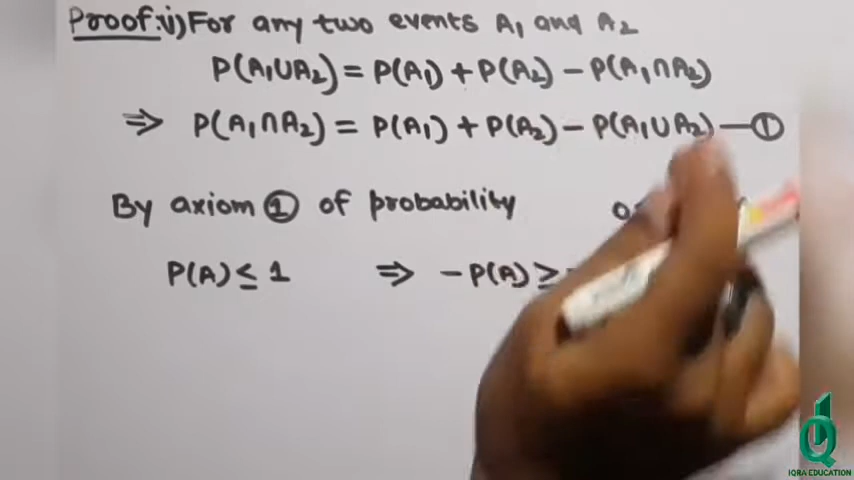 Proof:i) For any two events A₁ and A₂
P(A₁∪A₂) = P(A₁) + P(A₂) – P(A₁∩A₂)
⇒ P(A₁∩A₂) = P(A₁) + P(A₂) – P(A₁∪A₂) — ①
By axiom ① of probability
P(A) ≤ 1 ⇒ – P(A) ≥
IQRA EDUCATION